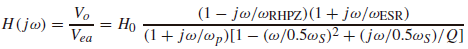 H(jω) = V_o / V_ea = H_0 (1 − jω/ω_RHPZ)(1 + jω/ω_ESR) / (1 + jω/ω_p)[1 − (ω/0.5ω_S)² + (jω/0.5ω_S)/Q]